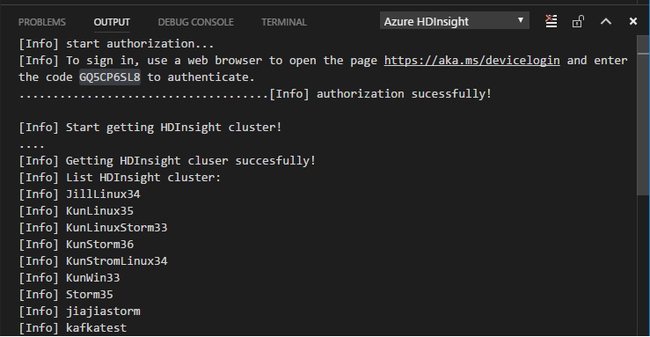 PROBLEMS OUTPUT DEBUG CONSOLE TERMINAL Azure HDInsight
[Info] start authorization...
[Info] To sign in, use a web browser to open the page https://aka.ms/devicelogin and enter
the code GQ5CP6SL8 to authenticate.
.....................................[Info] authorization sucessfully!
[Info] Start getting HDInsight cluster!
....
[Info] Getting HDInsight cluser succesfully!
[Info] List HDInsight cluster:
[Info] JillLinux34
[Info] KunLinux35
[Info] KunLinuxStorm33
[Info] KunStorm36
[Info] KunStromLinux34
[Info] KunWin33
[Info] Storm35
[Info] jiajiastorm
[Info] kafkatest